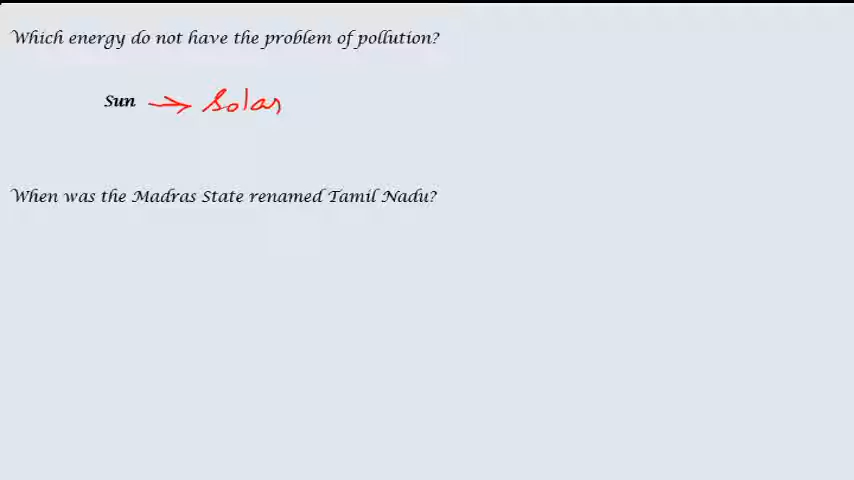 Which energy do not have the problem of pollution?
Sun → Solar
When was the Madras State renamed Tamil Nadu?